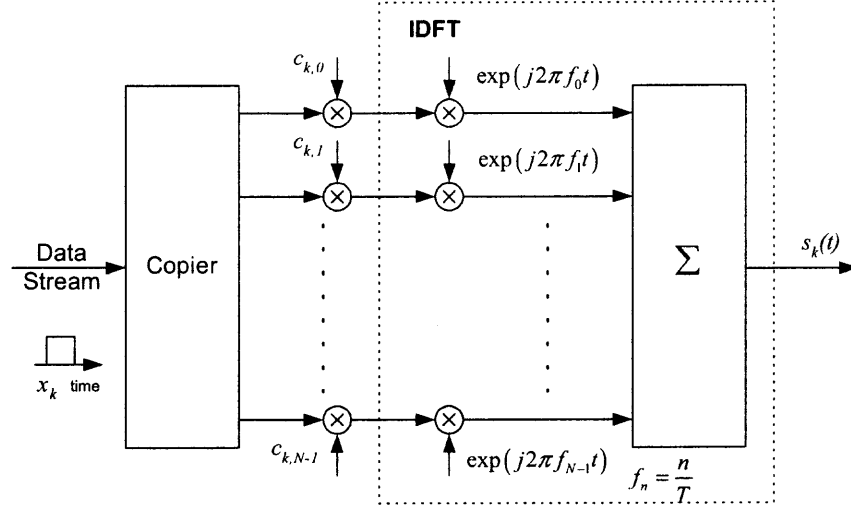 IDFT
c_{k,0}
exp(j2πf_0t)
c_{k,1}
exp(j2πf_1t)
Data
Stream
Copier
Σ
s_k(t)
x_k time
c_{k,N-1}
exp(j2πf_{N-1}t)
f_n = n/T